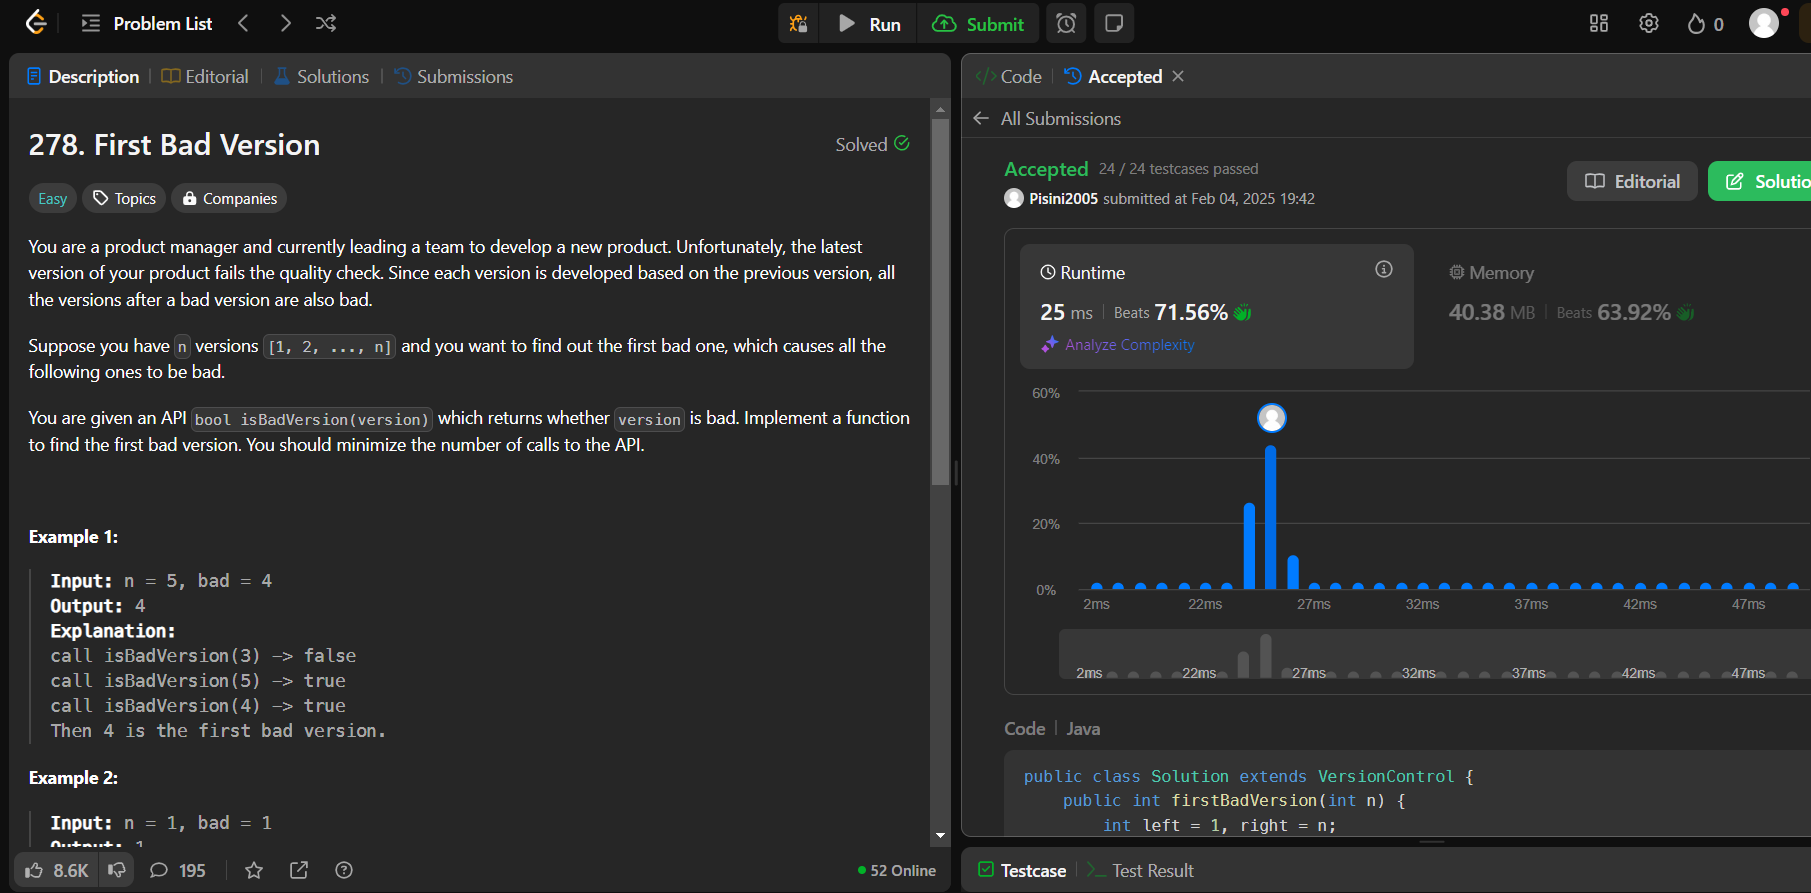 Problem List
Run
Submit
0
Description
Editorial
Solutions
Submissions
278. First Bad Version
Solved
Easy
Topics
Companies
You are a product manager and currently leading a team to develop a new product. Unfortunately, the latest
version of your product fails the quality check. Since each version is developed based on the previous version, all
the versions after a bad version are also bad.
Suppose you have n versions [1, 2, ..., n] and you want to find out the first bad one, which causes all the
following ones to be bad.
You are given an API bool isBadVersion(version) which returns whether version is bad. Implement a function
to find the first bad version. You should minimize the number of calls to the API.
Example 1:
Input: n = 5, bad = 4
Output: 4
Explanation:
call isBadVersion(3) -> false
call isBadVersion(5) -> true
call isBadVersion(4) -> true
Then 4 is the first bad version.
Example 2:
Input: n = 1, bad = 1
Output: 1
8.6K
195
52 Online
</> Code
Accepted
All Submissions
Accepted 24 / 24 testcases passed
Pisini2005 submitted at Feb 04, 2025 19:42
Editorial
Solutio
Runtime
25 ms | Beats 71.56%
Analyze Complexity
Memory
40.38 MB | Beats 63.92%
60%
40%
20%
0%
2ms 22ms 27ms 32ms 37ms 42ms 47ms
2ms 22ms 27ms 32ms 37ms 42ms 47ms
Code | Java
public class Solution extends VersionControl {
public int firstBadVersion(int n) {
int left = 1, right = n;
Testcase
>_ Test Result